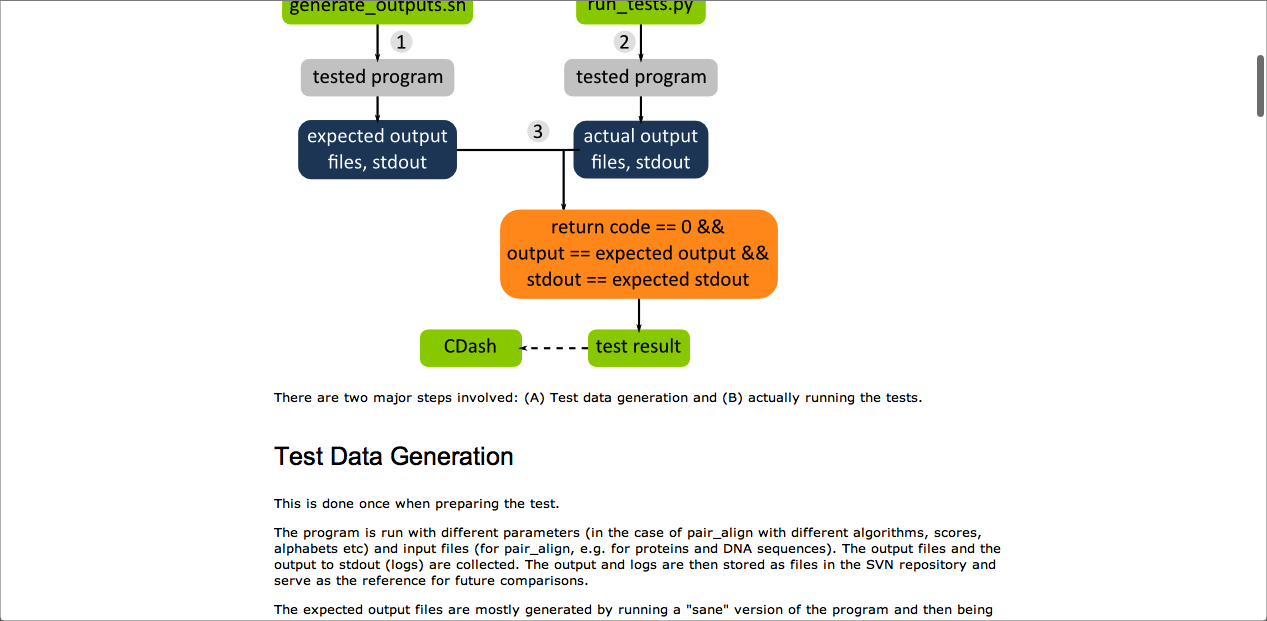 generate_outputs.sh
run_tests.py
1
2
tested program
tested program
3
expected output
files, stdout
actual output
files, stdout
return code == 0 &&
output == expected output &&
stdout == expected stdout
CDash
test result
There are two major steps involved: (A) Test data generation and (B) actually running the tests.
Test Data Generation
This is done once when preparing the test.
The program is run with different parameters (in the case of pair_align with different algorithms, scores,
alphabets etc) and input files (for pair_align, e.g. for proteins and DNA sequences). The output files and the
output to stdout (logs) are collected. The output and logs are then stored as files in the SVN repository and
serve as the reference for future comparisons.
The expected output files are mostly generated by running a "sane" version of the program and then being